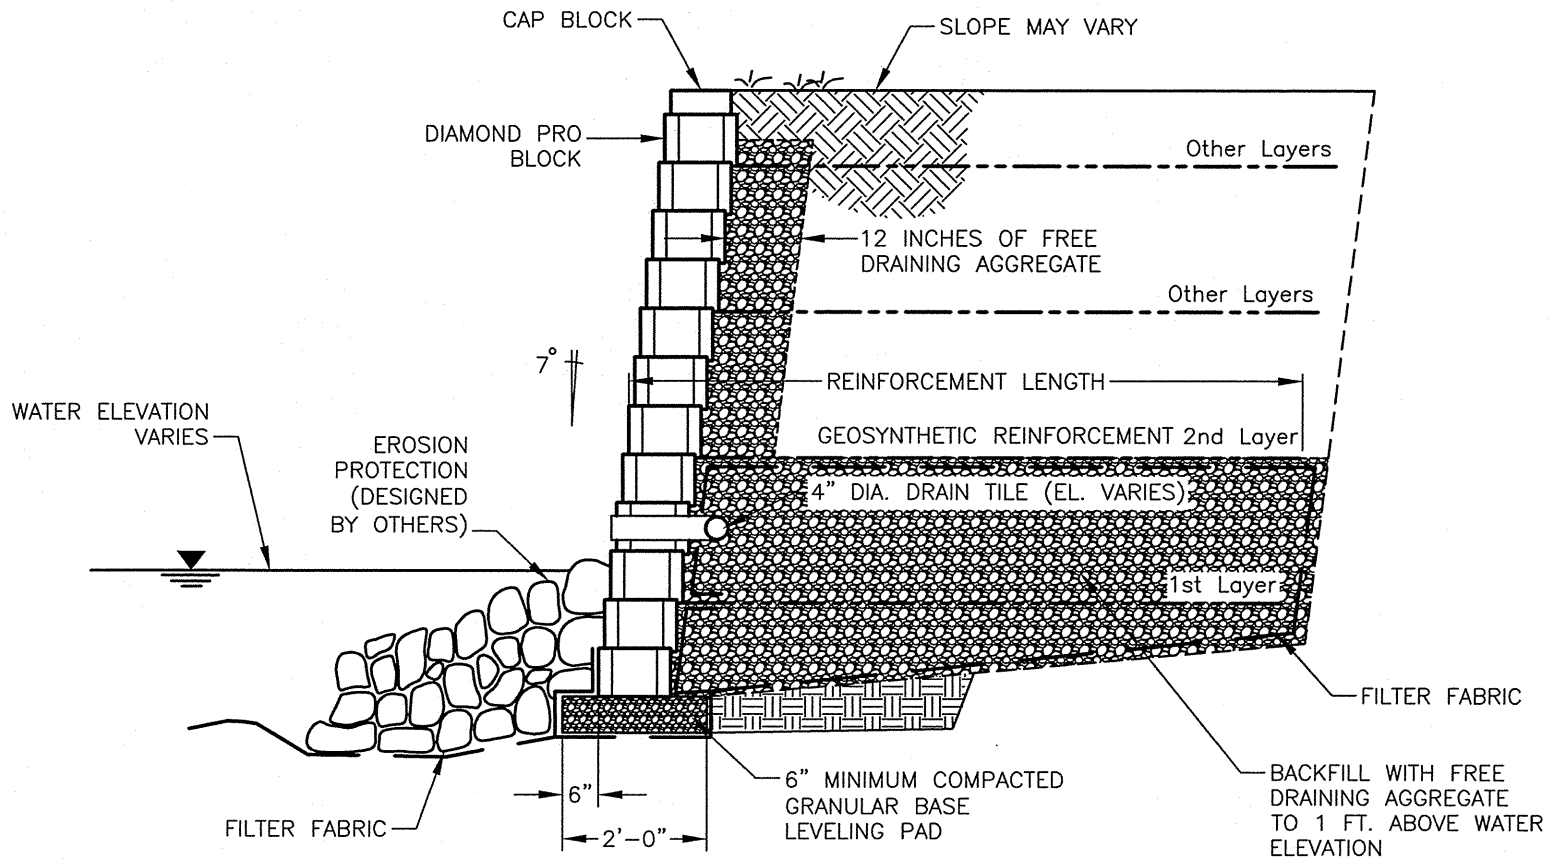 CAP BLOCK
SLOPE MAY VARY
DIAMOND PRO
BLOCK
Other Layers
12 INCHES OF FREE
DRAINING AGGREGATE
Other Layers
7°
REINFORCEMENT LENGTH
WATER ELEVATION
VARIES
EROSION
PROTECTION
(DESIGNED
BY OTHERS)
GEOSYNTHETIC REINFORCEMENT 2nd Layer
4" DIA. DRAIN TILE (EL. VARIES)
1st Layer
FILTER FABRIC
6" MINIMUM COMPACTED
GRANULAR BASE
LEVELING PAD
BACKFILL WITH FREE
DRAINING AGGREGATE
TO 1 FT. ABOVE WATER
ELEVATION
6"
2'-0"
FILTER FABRIC